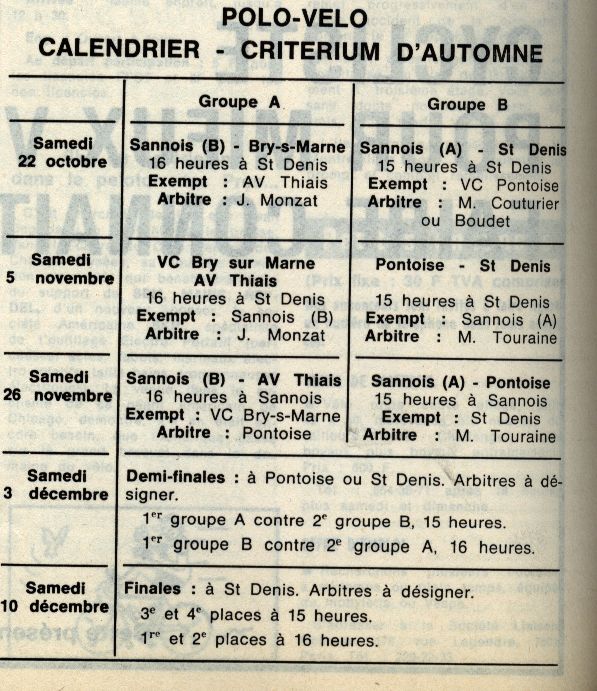 POLO-VELO
CALENDRIER - CRITERIUM D'AUTOMNE
Groupe A
Groupe B
Samedi
22 octobre
Sannois (B) - Bry-s-Marne
16 heures à St Denis
Exempt : AV Thiais
Arbitre : J. Monzat
Sannois (A) - St Denis
15 heures à St Denis
Exempt : VC Pontoise
Arbitre : M. Couturier
ou Boudet
Samedi
5 novembre
VC Bry sur Marne
AV Thiais
16 heures à St Denis
Exempt : Sannois (B)
Arbitre : J. Monzat
Pontoise - St Denis
15 heures à St Denis
Exempt : Sannois (A)
Arbitre : M. Touraine
Samedi
26 novembre
Sannois (B) - AV Thiais
16 heures à Sannois
Exempt : VC Bry-s-Marne
Arbitre : Pontoise
Sannois (A) - Pontoise
15 heures à Sannois
Exempt : St Denis
Arbitre : M. Touraine
Samedi
3 décembre
Demi-finales : à Pontoise ou St Denis. Arbitres à dé-
signer.
1er groupe A contre 2e groupe B, 15 heures.
1er groupe B contre 2e groupe A, 16 heures.
Samedi
10 décembre
Finales : à St Denis. Arbitres à désigner.
3e et 4e places à 15 heures.
1re et 2e places à 16 heures.